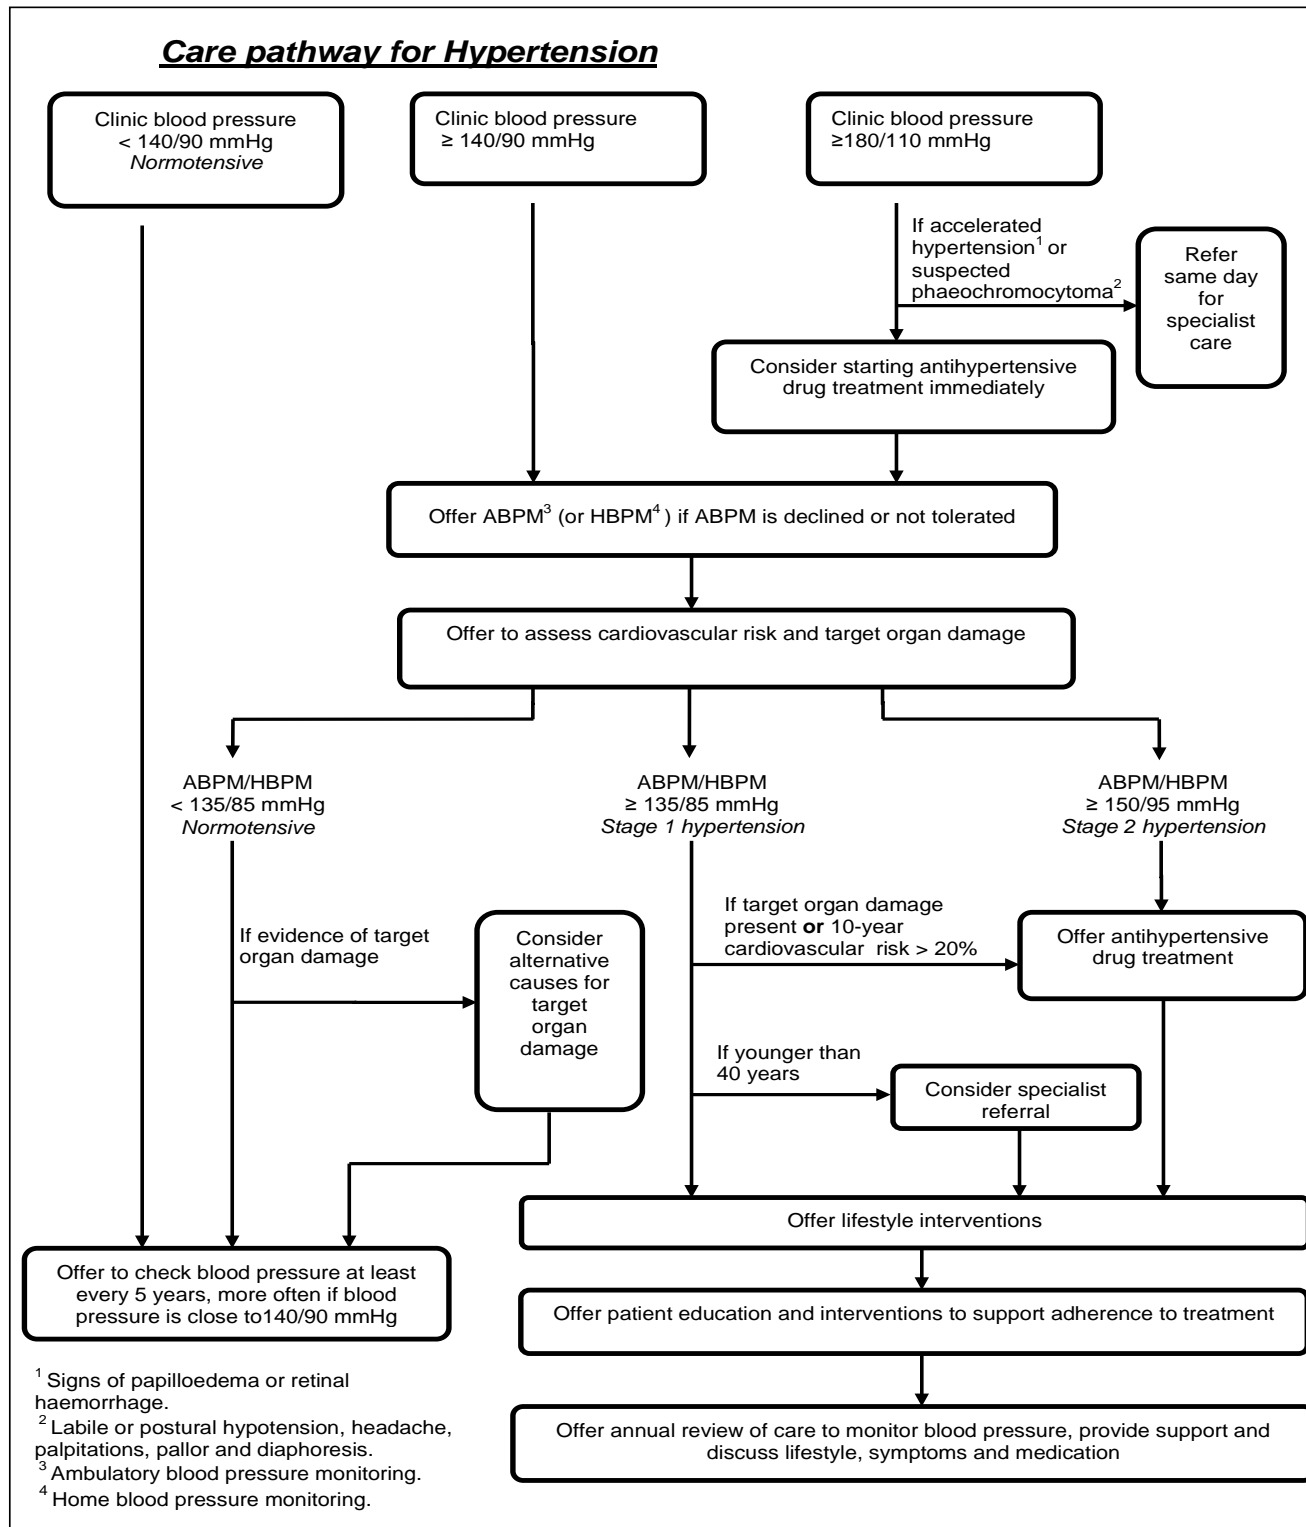 Care pathway for Hypertension
Clinic blood pressure
< 140/90 mmHg
Normotensive
Clinic blood pressure
≥ 140/90 mmHg
Clinic blood pressure
≥180/110 mmHg
If accelerated
hypertension1 or
suspected
phaeochromocytoma2
Refer
same day
for
specialist
care
Consider starting antihypertensive
drug treatment immediately
Offer ABPM3 (or HBPM4 ) if ABPM is declined or not tolerated
Offer to assess cardiovascular risk and target organ damage
ABPM/HBPM
< 135/85 mmHg
Normotensive
ABPM/HBPM
≥ 135/85 mmHg
Stage 1 hypertension
ABPM/HBPM
≥ 150/95 mmHg
Stage 2 hypertension
If evidence of target
organ damage
Consider
alternative
causes for
target
organ
damage
If target organ damage
present or 10-year
cardiovascular risk > 20%
Offer antihypertensive
drug treatment
If younger than
40 years
Consider specialist
referral
Offer lifestyle interventions
Offer to check blood pressure at least
every 5 years, more often if blood
pressure is close to140/90 mmHg
Offer patient education and interventions to support adherence to treatment
Offer annual review of care to monitor blood pressure, provide support and
discuss lifestyle, symptoms and medication
1 Signs of papilloedema or retinal
haemorrhage.
2 Labile or postural hypotension, headache,
palpitations, pallor and diaphoresis.
3 Ambulatory blood pressure monitoring.
4 Home blood pressure monitoring.